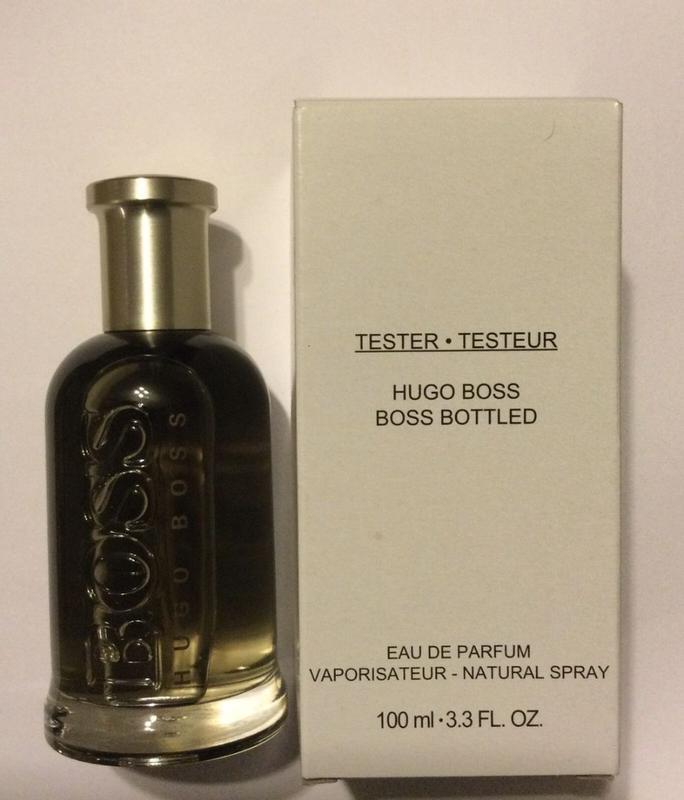 BOSS
HUGO BOSS
TESTER • TESTEUR
HUGO BOSS
BOSS BOTTLED
EAU DE PARFUM
VAPORISATEUR - NATURAL SPRAY
100 ml • 3.3 FL. OZ.